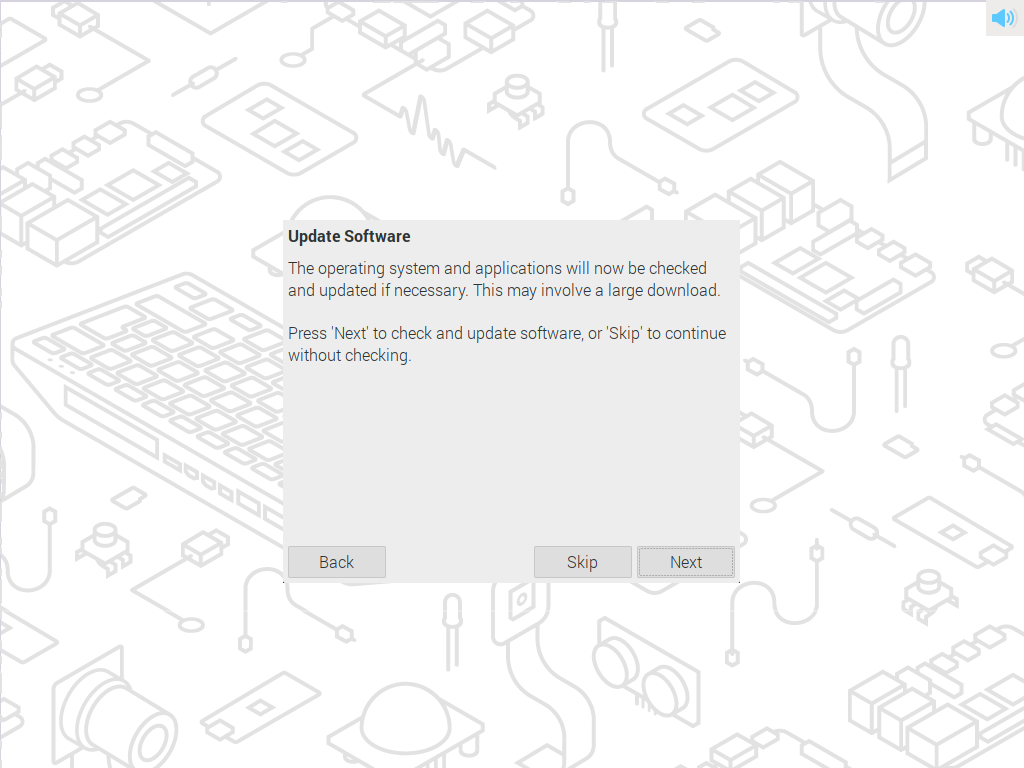 Update Software
The operating system and applications will now be checked
and updated if necessary. This may involve a large download.
Press 'Next' to check and update software, or 'Skip' to continue
without checking.
Back Skip Next